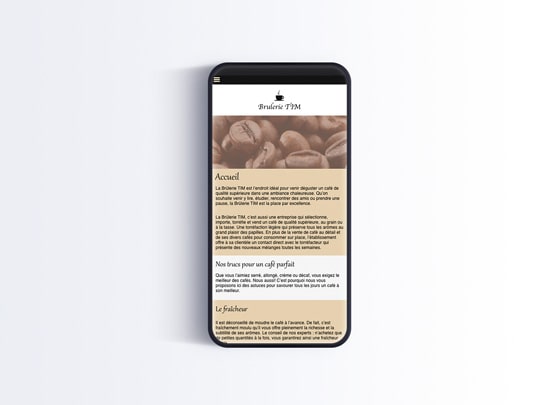 Brulerie TIM
Accueil
La Brûlerie TIM est l'endroit idéal pour venir déguster un café de
qualité supérieure dans une ambiance chaleureuse. Qu'on
souhaite venir y lire, étudier, rencontrer des amis ou prendre une
pause, la Brûlerie TIM est la place par excellence.
La Brûlerie TIM, c'est aussi une entreprise qui sélectionne,
importe, torréfie et vend un café de qualité supérieure, au grain ou
à la tasse. Une torréfaction légère qui préserve tous les arômes au
grand plaisir des papilles. En plus de la vente de café au détail et
de ses divers cafés pour consommer sur place, l'établissement
offre à sa clientèle un contact direct avec le torréfacteur qui
présente des nouveaux mélanges toutes les semaines.
Nos trucs pour un café parfait
Que vous l'aimiez serré, allongé, crème ou décaf, vous exigez le
meilleur des cafés. Nous aussi! C'est pourquoi nous vous
proposons ici des astuces pour savourer tous les jours un café à
son meilleur.
Le fraîcheur
Il est déconseillé de moudre le café à l'avance. De fait, c'est
fraîchement moulu qu'il vous offre pleinement la richesse et la
subtilité de ses arômes. Le conseil de nos experts : n'achetez que
de petites quantités à la fois, vous garantirez ainsi une fraîcheur